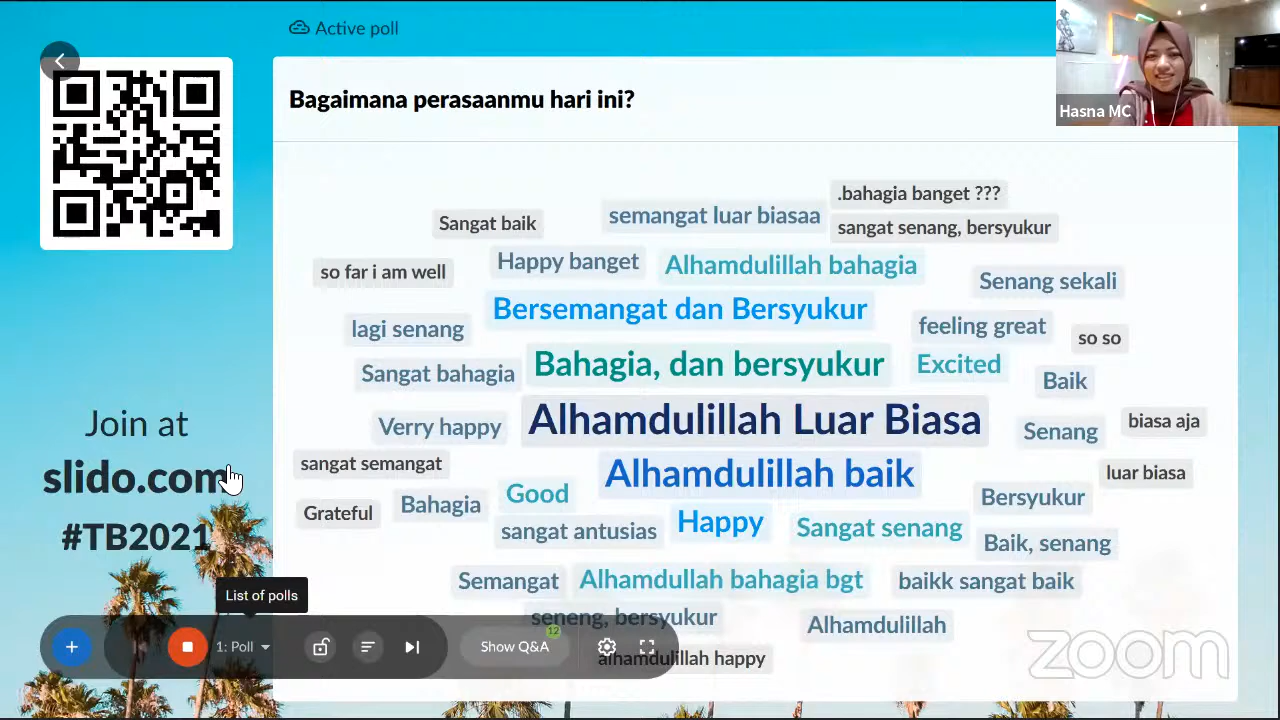 Active poll
Bagaimana perasaanmu hari ini?
Hasna MC
.bahagia banget ???
Sangat baik
semangat luar biasaa
sangat senang, bersyukur
so far i am well
Happy banget
Alhamdulillah bahagia
Senang sekali
Bersemangat dan Bersyukur
lagi senang
feeling great
so so
Sangat bahagia
Bahagia, dan bersyukur
Excited
Baik
Verry happy
Alhamdulillah Luar Biasa
Senang
biasa aja
sangat semangat
Alhamdulillah baik
luar biasa
Grateful
Bahagia
Good
Bersyukur
sangat antusias
Happy
Sangat senang
Baik, senang
Semangat
Alhamdullah bahagia bgt
baikk sangat baik
seneng, bersyukur
Alhamdulillah
alhamdulillah happy
Join at
slido.com
#TB2021
List of polls
1: Poll
Show Q&A
12
zoom